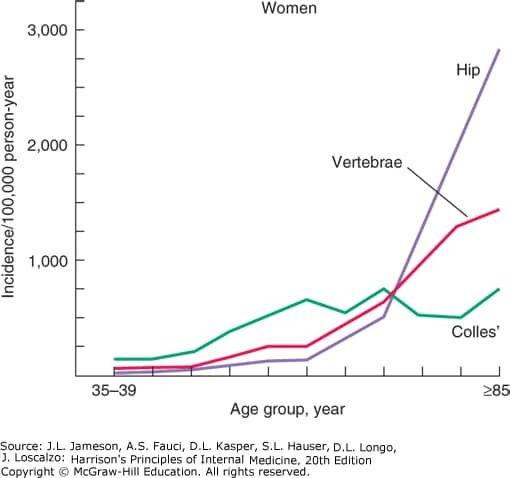 Women
3,000
Hip
2,000
Vertebrae
Incidence/100,000 person-year
1,000
Colles’
35–39
≥85
Age group, year
Source: J.L. Jameson, A.S. Fauci, D.L. Kasper, S.L. Hauser, D.L. Longo,
J. Loscalzo: Harrison's Principles of Internal Medicine, 20th Edition
Copyright © McGraw-Hill Education. All rights reserved.